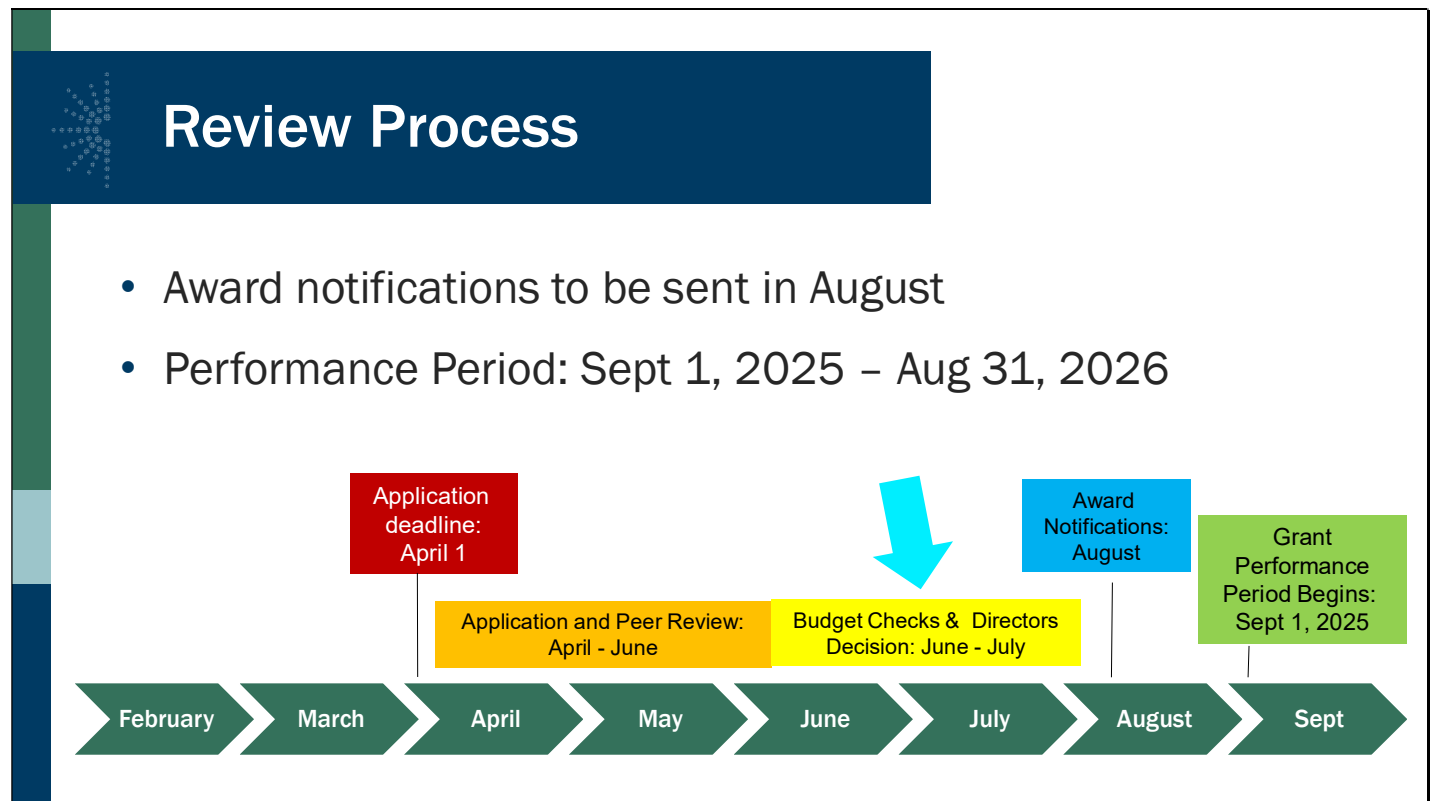 Review Process
• Award notifications to be sent in August
• Performance Period: Sept 1, 2025 – Aug 31, 2026
Application
deadline:
April 1
Application and Peer Review:
April - June
Budget Checks & Directors
Decision: June - July
Award
Notifications:
August
Grant
Performance
Period Begins:
Sept 1, 2025
February
March
April
May
June
July
August
Sept